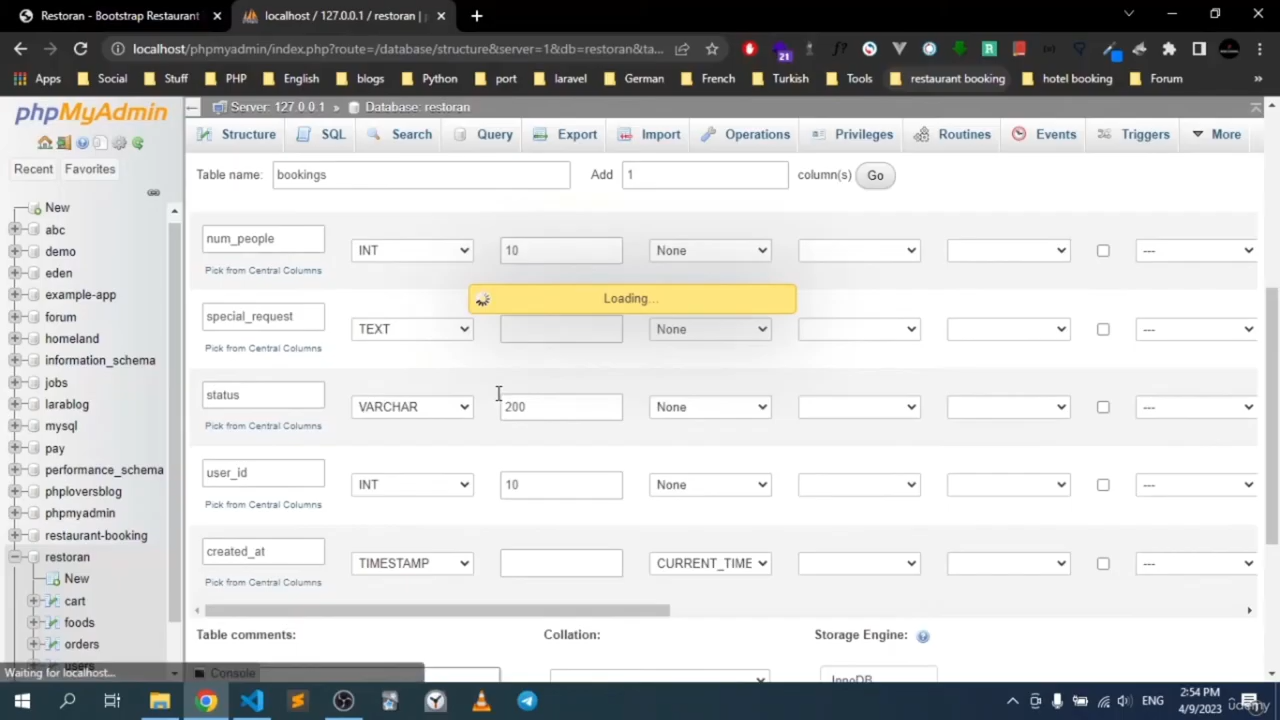 Restoran - Bootstrap Restaurant
localhost / 127.0.0.1 / restoran |
localhost/phpmyadmin/index.php?route=/database/structure&server=1&db=restoran&ta...
21
Apps
Social
Stuff
PHP
English
blogs
Python
port
laravel
German
French
Turkish
Tools
restaurant booking
hotel booking
Forum
»
phpMyAdmin
Server: 127.0.0.1 » Database: restoran
Structure
SQL
Search
Query
Export
Import
Operations
Privileges
Routines
Events
Triggers
More
Recent
Favorites
Table name:
bookings
Add
1
column(s)
Go
New
abc
demo
eden
example-app
forum
homeland
information_schema
jobs
larablog
mysql
pay
performance_schema
phploversblog
phpmyadmin
restaurant-booking
restoran
New
cart
foods
orders
users
num_people
INT
10
None
---
Pick from Central Columns
Loading...
special_request
TEXT
None
---
Pick from Central Columns
status
VARCHAR
200
None
---
Pick from Central Columns
user_id
INT
10
None
---
Pick from Central Columns
created_at
TIMESTAMP
CURRENT_TIME
---
Pick from Central Columns
Table comments:
Collation:
Storage Engine:
InnoDB
Console
Waiting for localhost...
ENG
2:54 PM
4/9/2023
udemy